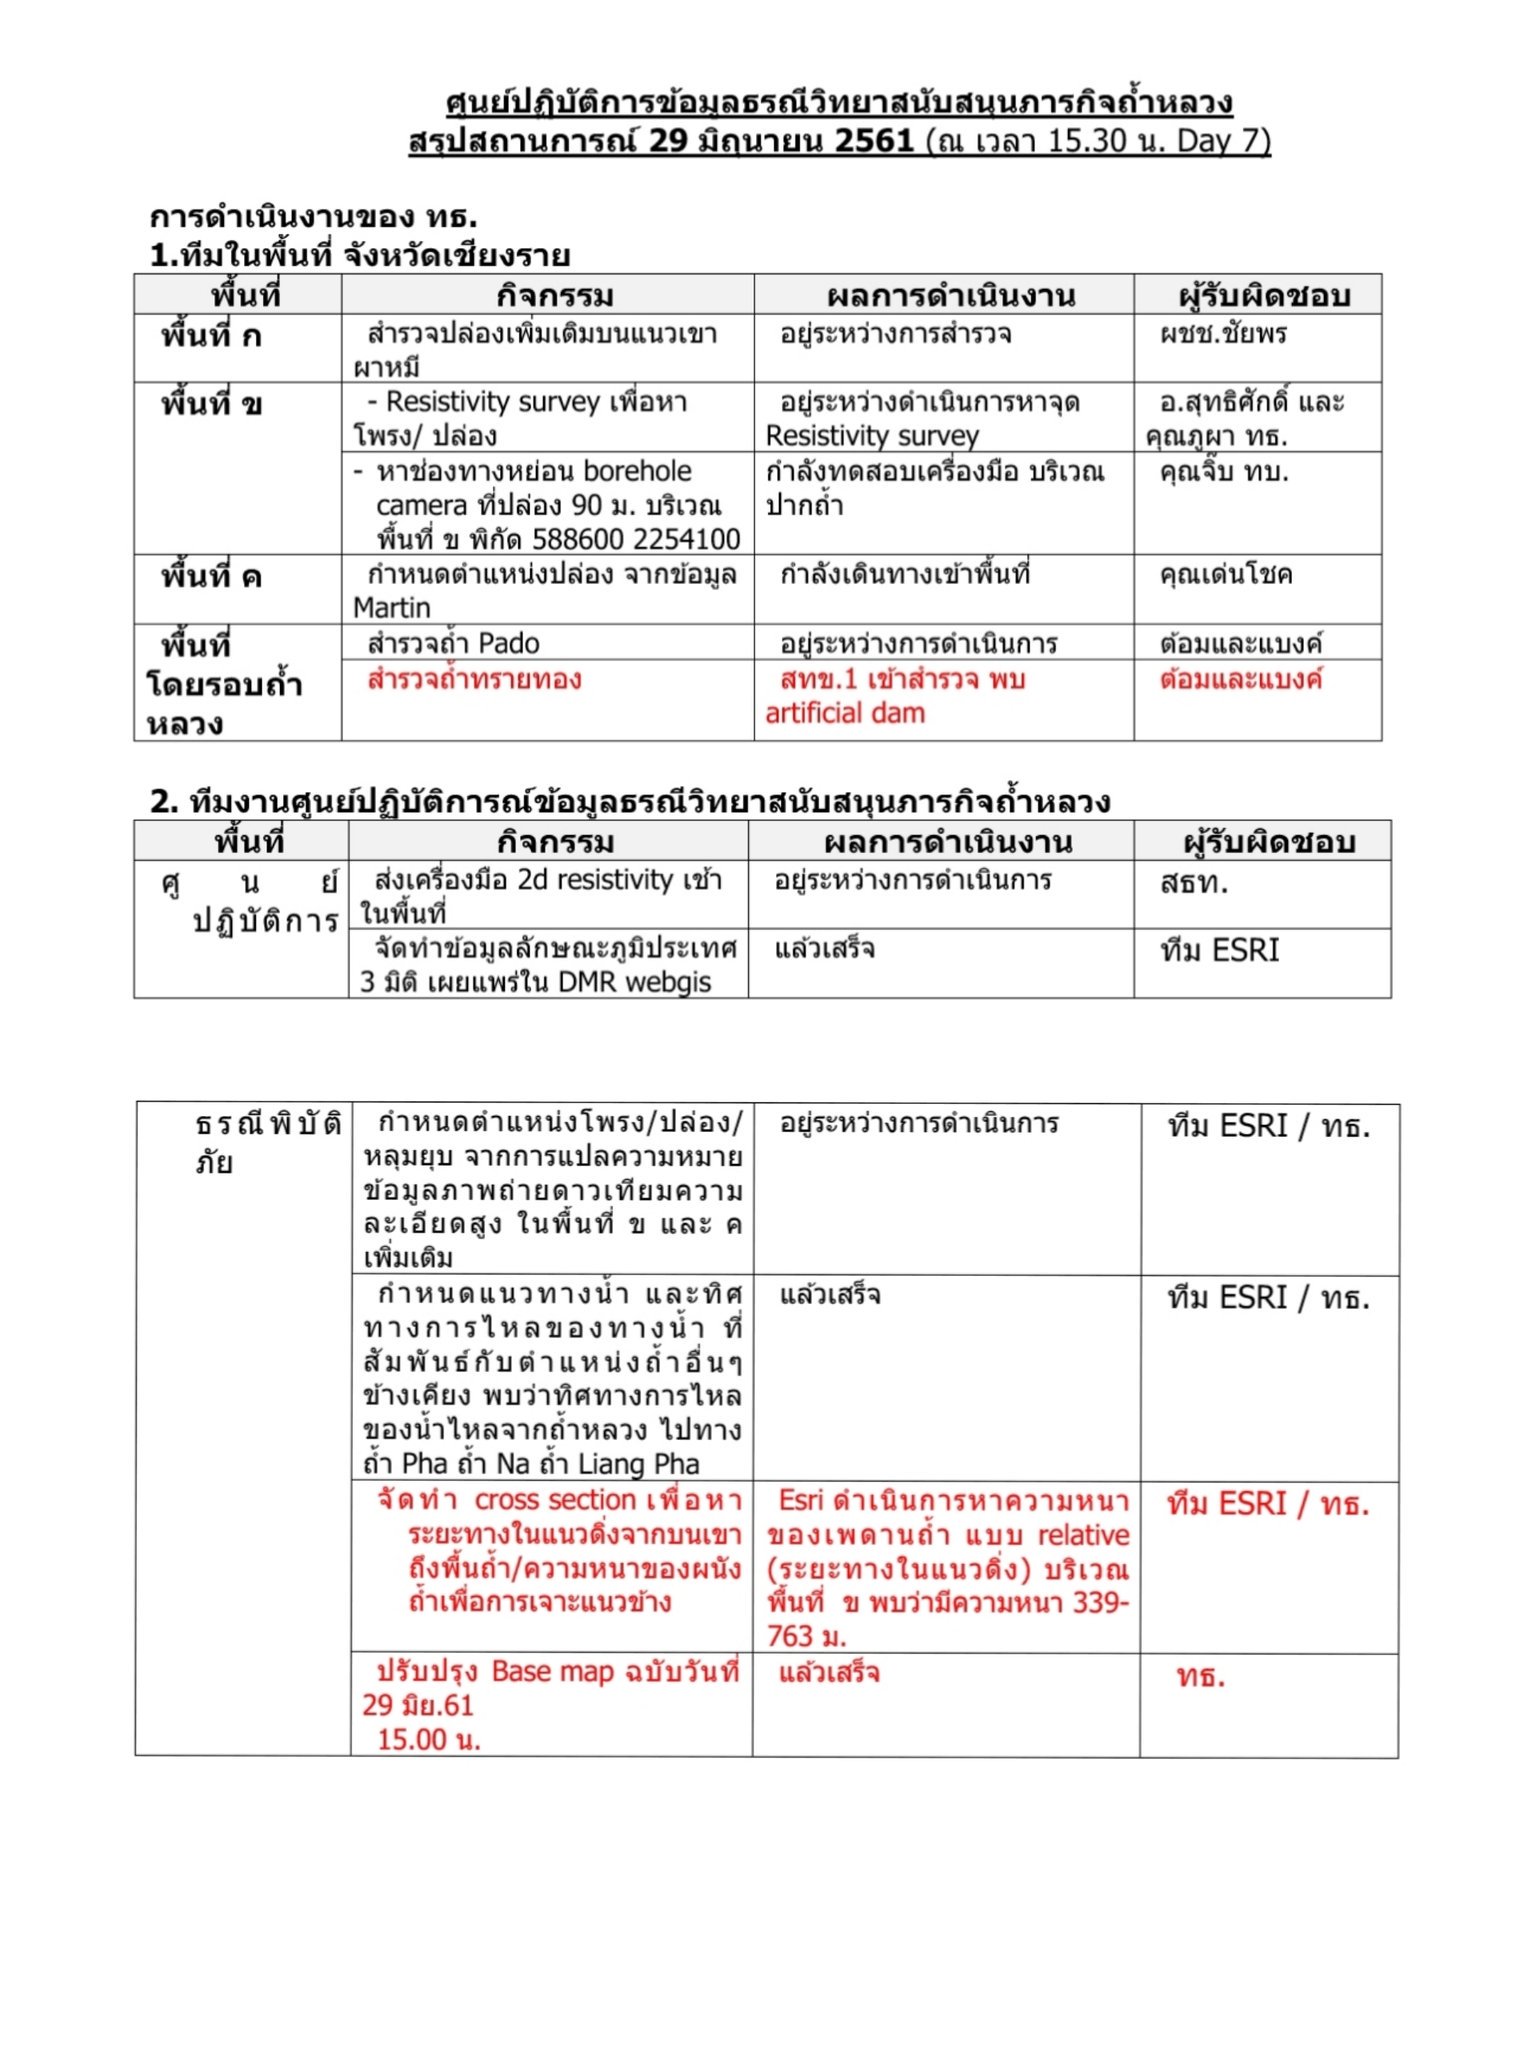 ศูนย์ปฏิบัติการข้อมูลธรณีวิทยาสนับสนุนภารกิจถ้ำหลวง
สรุปสถานการณ์ 29 มิถุนายน 2561 (ณ เวลา 15.30 น. Day 7)
การดำเนินงานของ ทธ.
1.ทีมในพื้นที่ จังหวัดเชียงราย
พื้นที่ กิจกรรม ผลการดำเนินงาน ผู้รับผิดชอบ
พื้นที่ ก สำรวจปล่องเพิ่มเติมบนแนวเขา อยู่ระหว่างการสำรวจ ผชช.ชัยพร
ผาหมี
พื้นที่ ข - Resistivity survey เพื่อหา อยู่ระหว่างดำเนินการหาจุด อ.สุทธิศักดิ์ และ
โพรง/ ปล่อง Resistivity survey คุณภูผา ทธ.
- หาช่องทางหย่อน borehole กำลังทดสอบเครื่องมือ บริเวณ คุณจิ๊บ ทบ.
camera ที่ปล่อง 90 ม. บริเวณ ปากถ้ำ
พื้นที่ ข พิกัด 588600 2254100
พื้นที่ ค กำหนดตำแหน่งปล่อง จากข้อมูล กำลังเดินทางเข้าพื้นที่ คุณเด่นโชค
Martin
พื้นที่ สำรวจถ้ำ Pado อยู่ระหว่างการดำเนินการ ต้อมและแบงค์
โดยรอบถ้ำ สำรวจถ้ำทรายทอง สทข.1 เข้าสำรวจ พบ ต้อมและแบงค์
หลวง artificial dam
2. ทีมงานศูนย์ปฏิบัติการณ์ข้อมูลธรณีวิทยาสนับสนุนภารกิจถ้ำหลวง
พื้นที่ กิจกรรม ผลการดำเนินงาน ผู้รับผิดชอบ
ศูนย์ ส่งเครื่องมือ 2d resistivity เช้า อยู่ระหว่างการดำเนินการ สธท.
ปฏิบัติการ ในพื้นที่
จัดทำข้อมูลลักษณะภูมิประเทศ แล้วเสร็จ ทีม ESRI
3 มิติ เผยแพร่ใน DMR webgis
ธรณีพิบัติ กำหนดตำแหน่งโพรง/ปล่อง/ อยู่ระหว่างการดำเนินการ ทีม ESRI / ทธ.
ภัย หลุมยุบ จากการแปลความหมาย
ข้อมูลภาพถ่ายดาวเทียมความ
ละเอียดสูง ในพื้นที่ ข และ ค
เพิ่มเติม
กำหนดแนวทางน้ำ และทิศ แล้วเสร็จ ทีม ESRI / ทธ.
ทางการไหลของทางน้ำ ที่
สัมพันธ์กับตำแหน่งถ้ำอื่นๆ
ข้างเคียง พบว่าทิศทางการไหล
ของน้ำไหลจากถ้ำหลวง ไปทาง
ถ้ำ Pha ถ้ำ Na ถ้ำ Liang Pha
จัดทำ cross section เพื่อหา Esri ดำเนินการหาความหนา ทีม ESRI / ทธ.
ระยะทางในแนวดิ่งจากบนเขา ของเพดานถ้ำ แบบ relative
ถึงพื้นถ้ำ/ความหนาของผนัง (ระยะทางในแนวดิ่ง) บริเวณ
ถ้ำเพื่อการเจาะแนวข้าง พื้นที่ ข พบว่ามีความหนา 339-
763 ม.
ปรับปรุง Base map ฉบับวันที่ แล้วเสร็จ ทธ.
29 มิย.61
15.00 น.